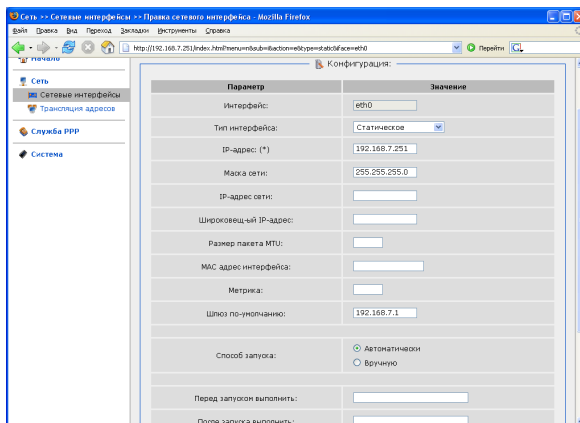 Сеть >> Сетевые интерфейсы >> Правка сетевого интерфейса - Mozilla Firefox
Файл Правка Вид Переход Закладки Инструменты Справка
http://192.168.7.251/index.html?menu=n&sub=i&action=e&type=static&iface=eth0 Перейти
Начало
Сеть
Сетевые интерфейсы
Трансляция адресов
Служба PPP
Система
Конфигурация:
Параметр Значение
Интерфейс: eth0
Тип интерфейса: Статическое
IP-адрес: (*) 192.168.7.251
Маска сети: 255.255.255.0
IP-адрес сети:
Широковещ-ый IP-адрес:
Размер пакета MTU:
MAC адрес интерфейса:
Метрика:
Шлюз по-умолчанию: 192.168.7.1
Способ запуска: Автоматически
Вручную
Перед запуском выполнить:
После запуска выполнить: